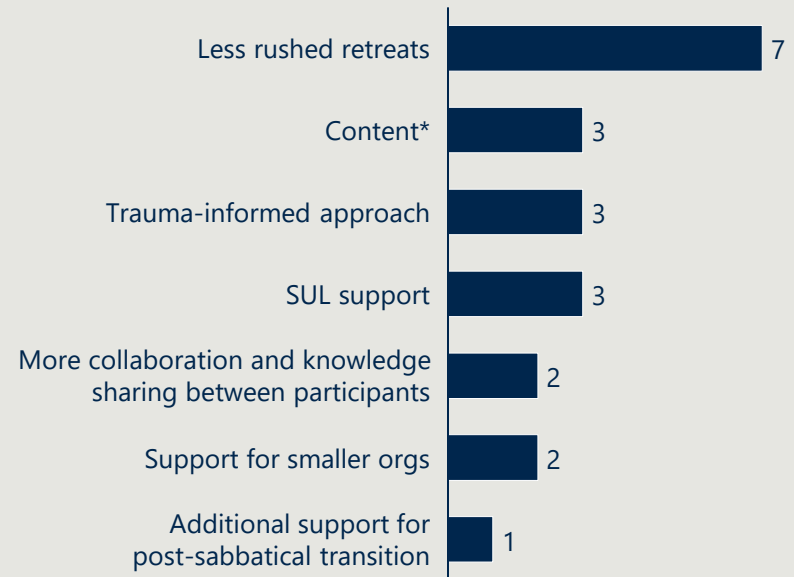 Less rushed retreats
7
Content*
3
Trauma-informed approach
3
SUL support
3
More collaboration and knowledge
sharing between participants
2
Support for smaller orgs
2
Additional support for
post-sabbatical transition
1